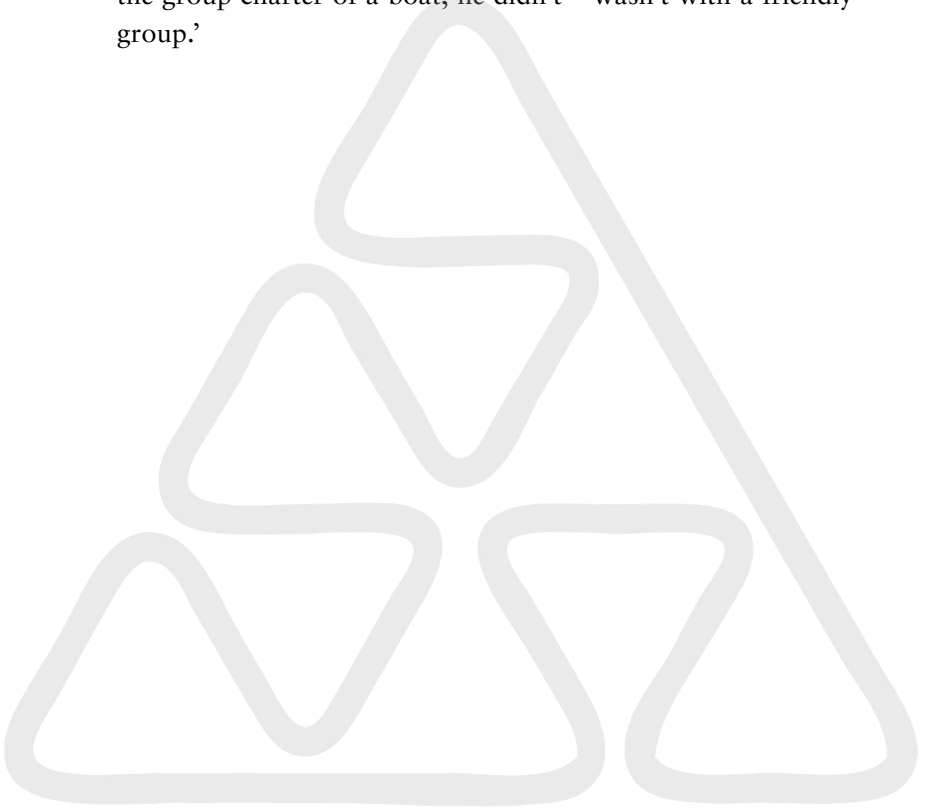 the group charter of a boat, he didn't – wasn't with a friendly
group.’